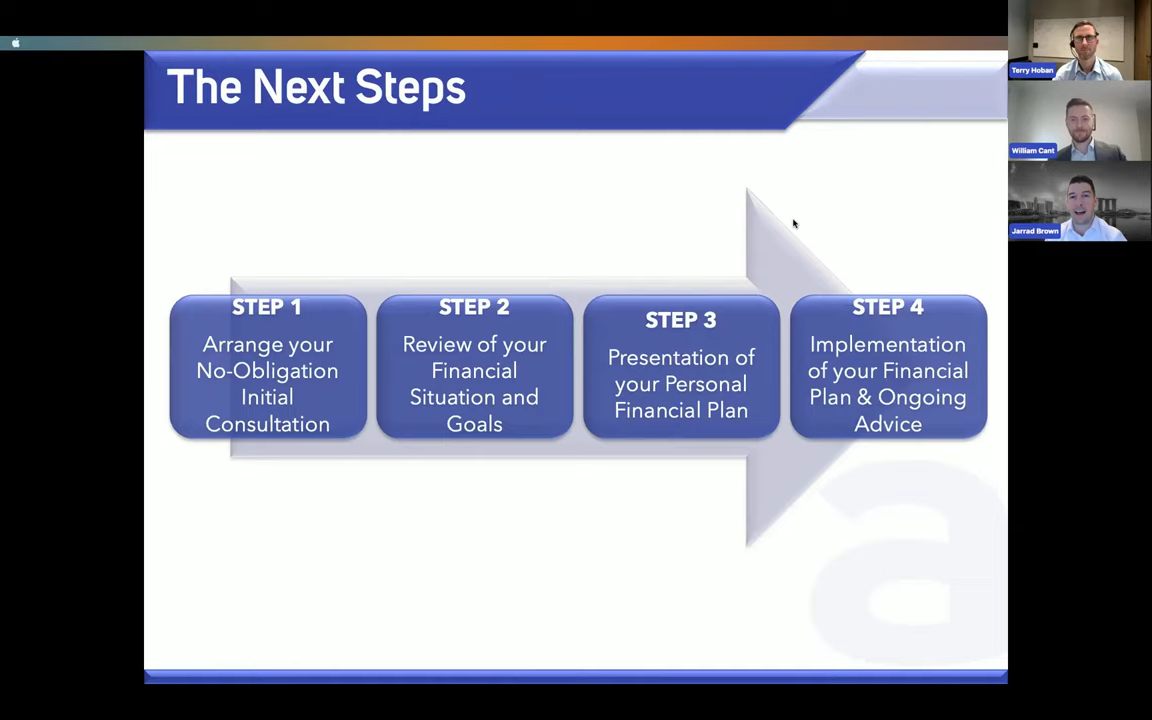 The Next Steps
STEP 1
Arrange your
No-Obligation
Initial
Consultation
STEP 2
Review of your
Financial
Situation and
Goals
STEP 3
Presentation of
your Personal
Financial Plan
STEP 4
Implementation
of your Financial
Plan & Ongoing
Advice
a
Terry Hoban
William Cant
Jarrad Brown